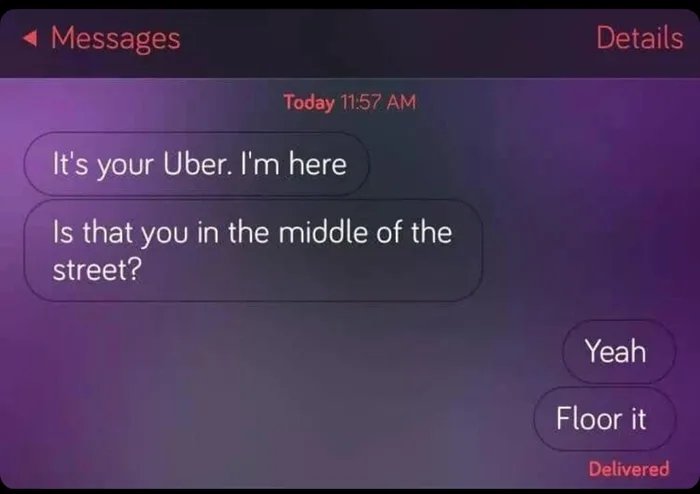 Messages
Details
Today 11:57 AM
It's your Uber. I'm here
Is that you in the middle of the
street?
Yeah
Floor it
Delivered